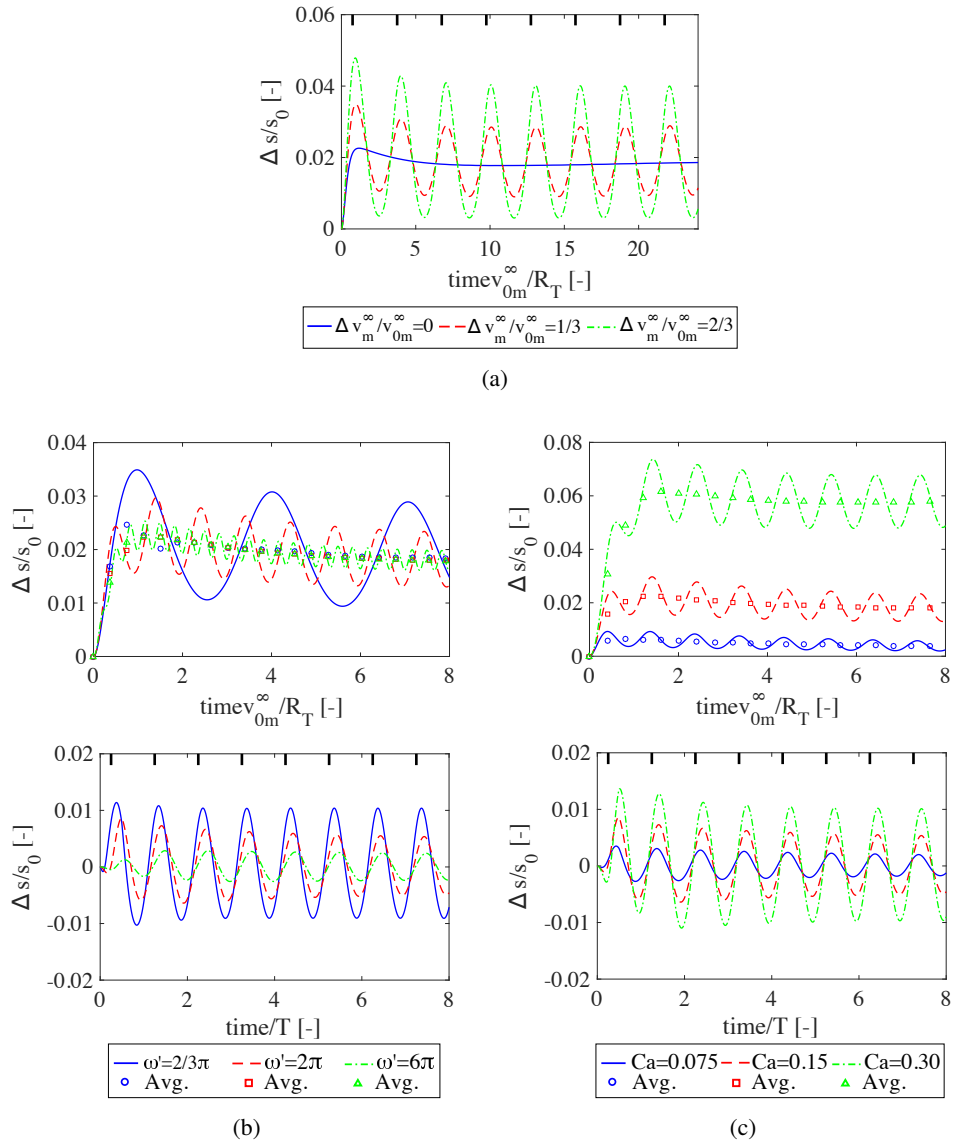 0.06
0.04
0.02
0
Δ s/s0 [-]
0 5 10 15 20
timev∞0m/RT [-]
Δ v∞m/v∞0m=0 Δ v∞m/v∞0m=1/3 Δ v∞m/v∞0m=2/3
(a)
0.04
0.03
0.02
0.01
0
Δ s/s0 [-]
0 2 4 6 8
timev∞0m/RT [-]
0.08
0.06
0.04
0.02
0
Δ s/s0 [-]
0 2 4 6 8
timev∞0m/RT [-]
0.02
0.01
0
-0.01
-0.02
Δ s/s0 [-]
0 2 4 6 8
time/T [-]
0.02
0.01
0
-0.01
-0.02
Δ s/s0 [-]
0 2 4 6 8
time/T [-]
ω'=2/3π ω'=2π ω'=6π
Avg. Avg. Avg.
Ca=0.075 Ca=0.15 Ca=0.30
Avg. Avg. Avg.
(b)
(c)